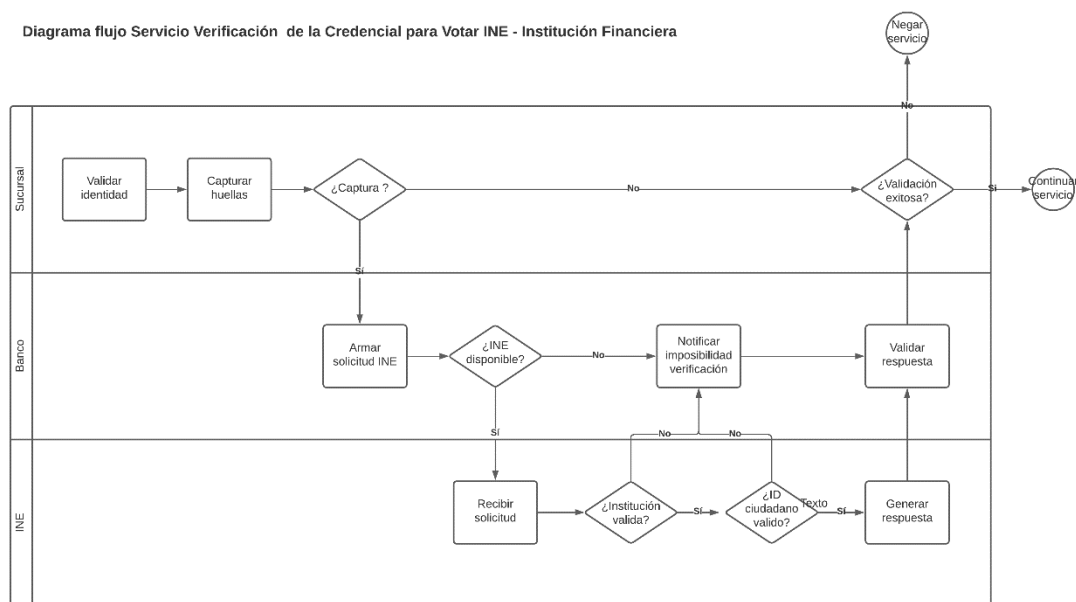 Diagrama flujo Servicio Verificación de la Credencial para Votar INE - Institución Financiera
Negar
servicio
No
Sucursal
Validar
identidad
Capturar
huellas
¿Captura ?
No
¿Validación
exitosa?
Sí
Continuar
servicio
Sí
Banco
Armar
solicitud INE
¿INE
disponible?
No
Notificar
imposibilidad
verificación
Validar
respuesta
Sí
No
No
INE
Recibir
solicitud
¿Institución
valida?
Sí
¿ID
ciudadano
valido?
Texto
Sí
Generar
respuesta